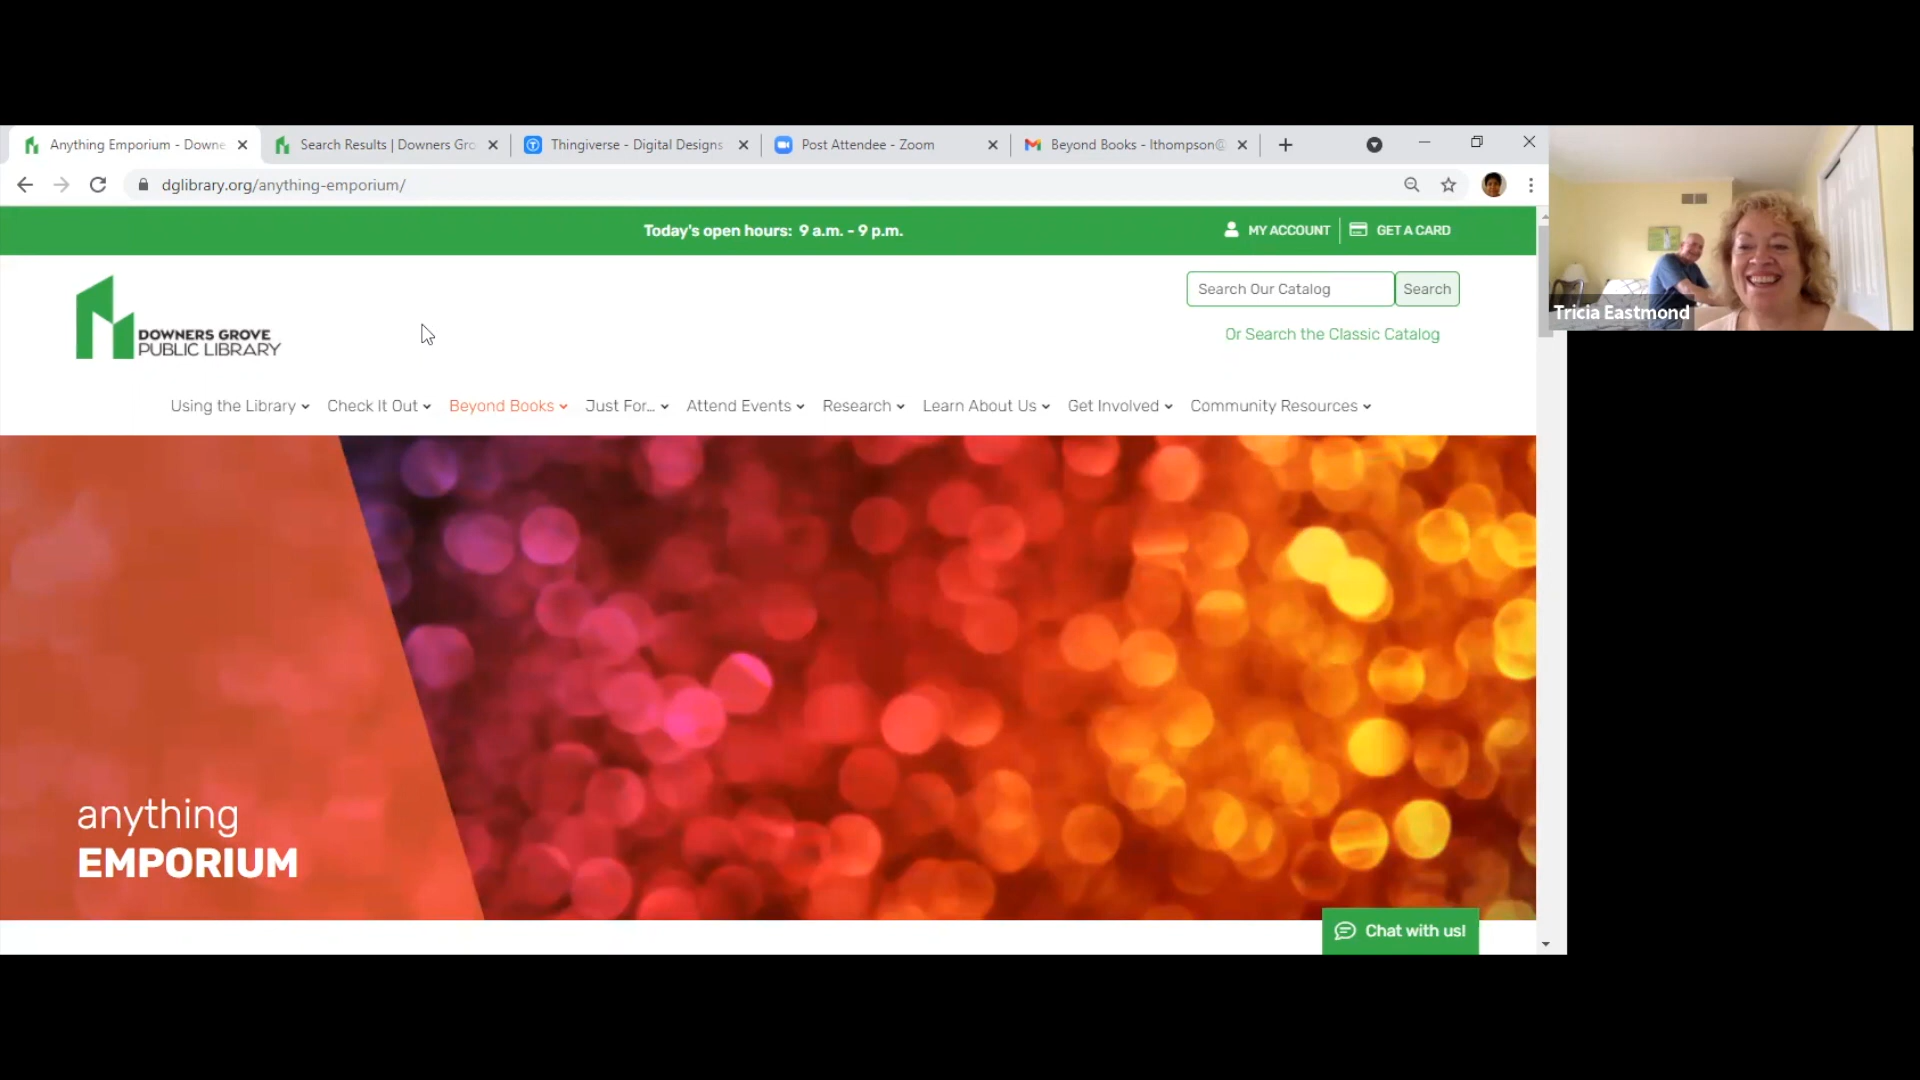 Anything Emporium - Downe
Search Results | Downers Gro
Thingiverse - Digital Designs
Post Attendee - Zoom
Beyond Books - lthompson@
dglibrary.org/anything-emporium/
Today's open hours: 9 a.m. - 9 p.m.
MY ACCOUNT
GET A CARD
DOWNERS GROVE
PUBLIC LIBRARY
Search Our Catalog
Search
Or Search the Classic Catalog
Tricia Eastmond
Using the Library
Check It Out
Beyond Books
Just For...
Attend Events
Research
Learn About Us
Get Involved
Community Resources
anything
EMPORIUM
Chat with us!